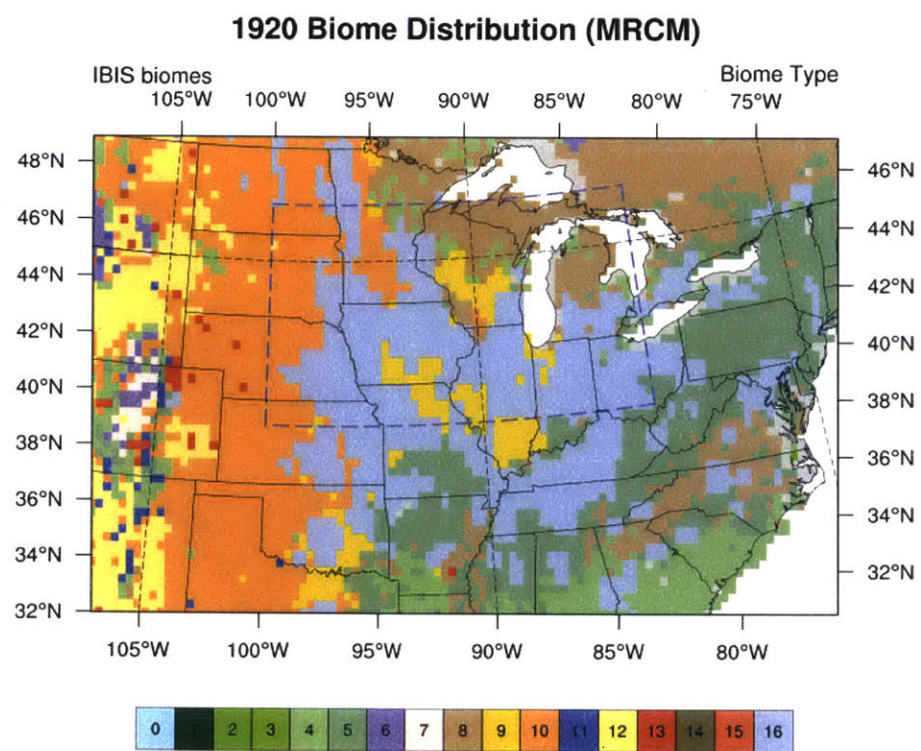 1920 Biome Distribution (MRCM)
IBIS biomes
Biome Type
105°W 100°W 95°W 90°W 85°W 80°W 75°W
48°N
46°N
44°N
42°N
40°N
38°N
36°N
34°N
32°N
46°N
44°N
42°N
40°N
38°N
36°N
34°N
32°N
105°W 100°W 95°W 90°W 85°W 80°W
0 1 2 3 4 5 6 7 8 9 10 11 12 13 14 15 16